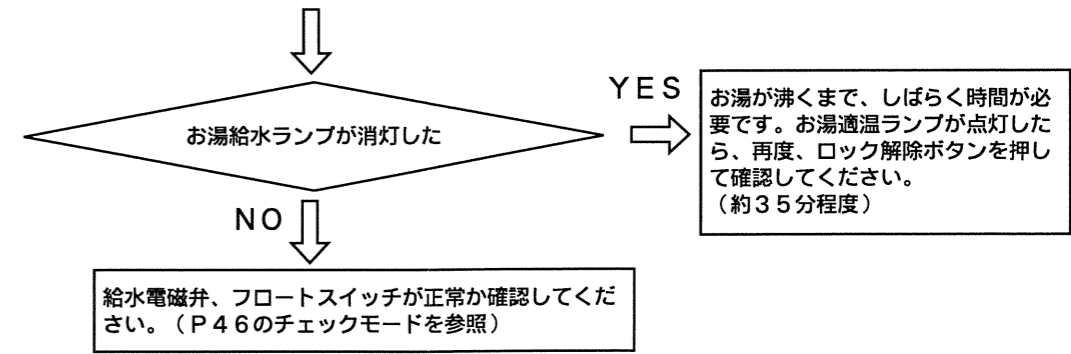 お湯給水ランプが消灯した
YES
お湯が沸くまで、しばらく時間が必
要です。お湯適温ランプが点灯した
ら、再度、ロック解除ボタンを押し
て確認してください。
（約３５分程度）
NO
給水電磁弁、フロートスイッチが正常か確認してくだ
さい。（Ｐ４６のチェックモードを参照）